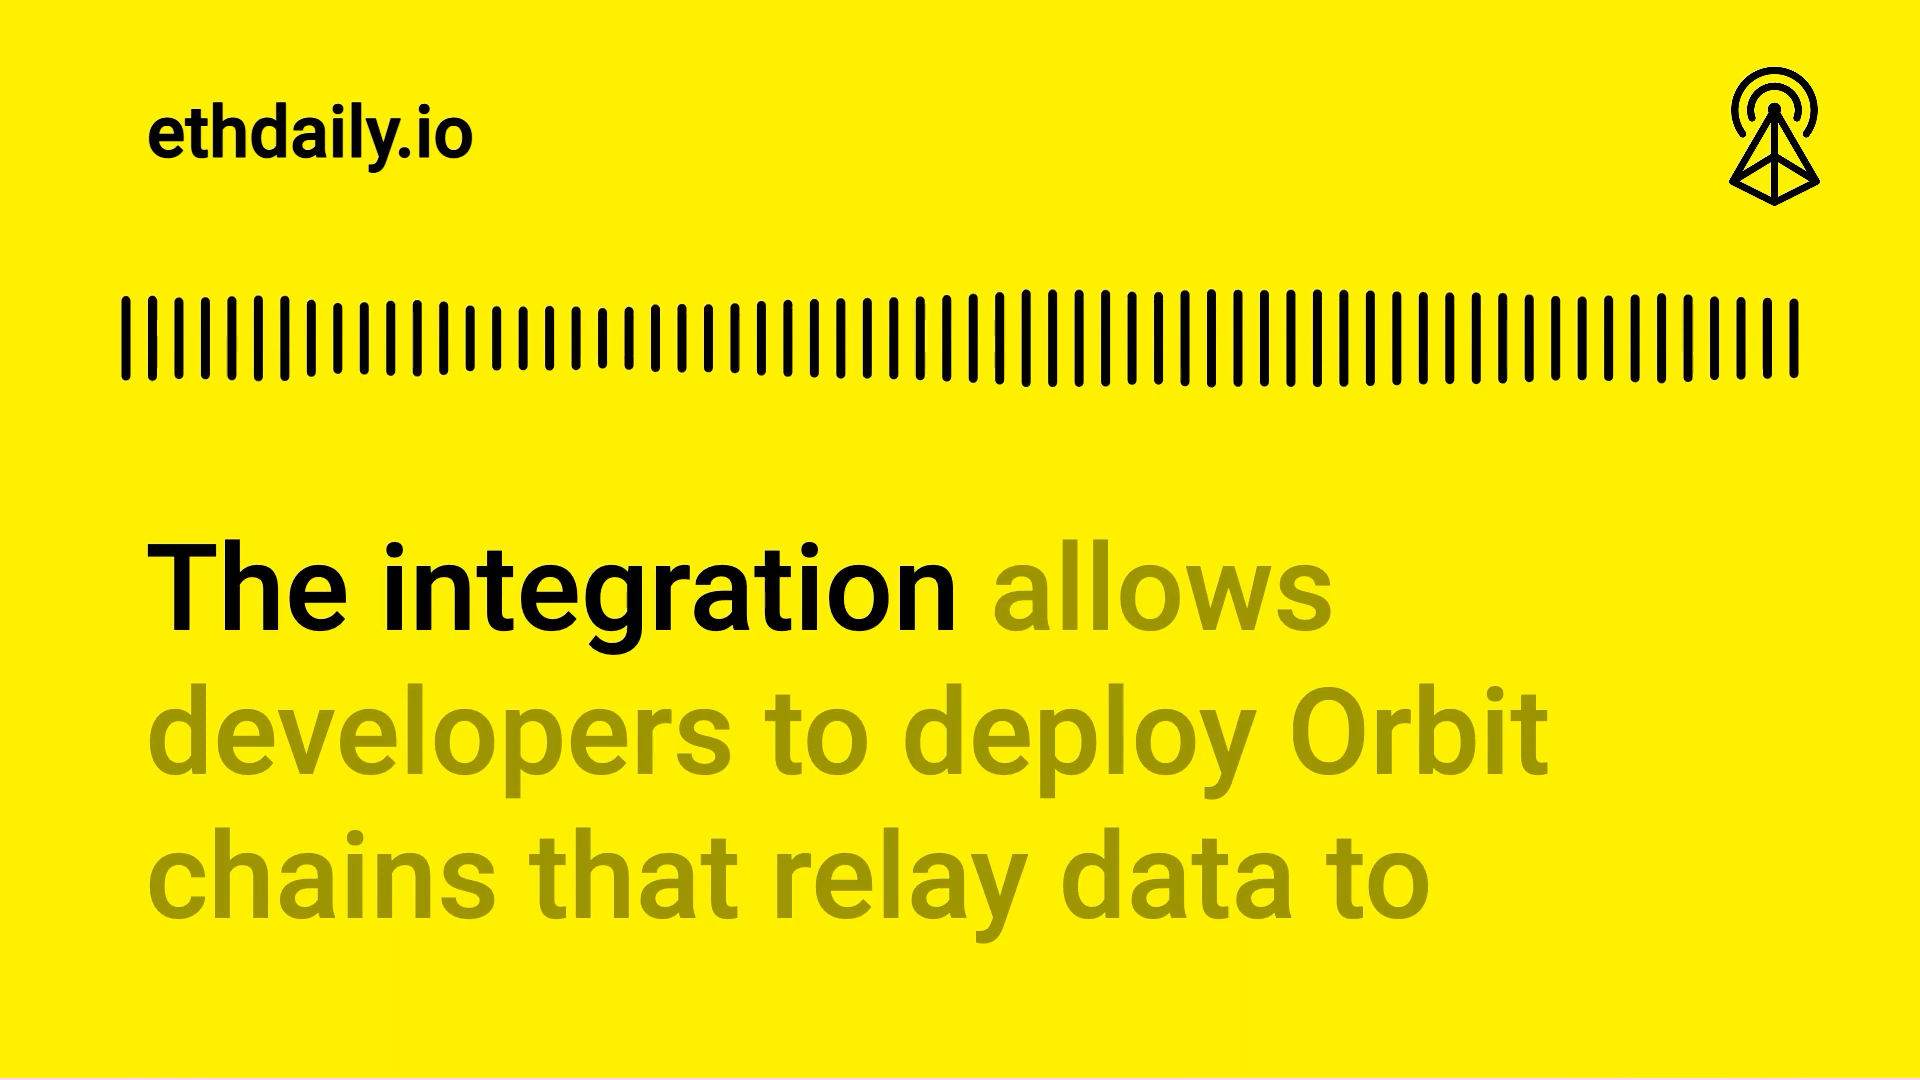 ethdaily.io
The integration allows
developers to deploy Orbit
chains that relay data to